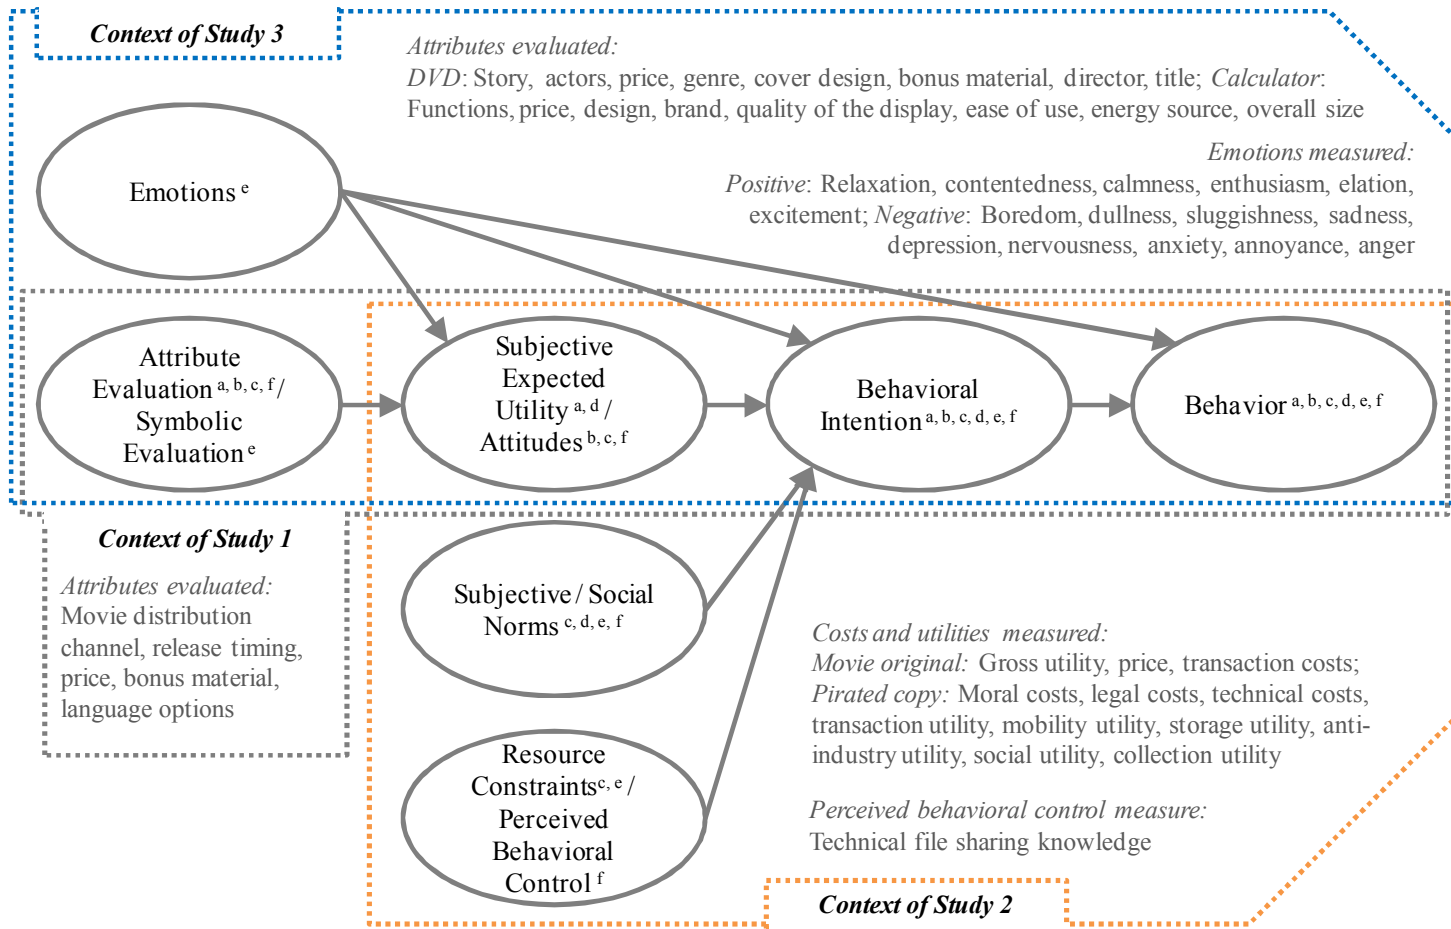 Context of Study 3
Attributes evaluated:
DVD: Story, actors, price, genre, cover design, bonus material, director, title; Calculator:
Functions, price, design, brand, quality of the display, ease of use, energy source, overall size
Emotions measured:
Positive: Relaxation, contentedness, calmness, enthusiasm, elation,
excitement; Negative: Boredom, dullness, sluggishness, sadness,
depression, nervousness, anxiety, annoyance, anger
Emotions e
Attribute
Evaluation a, b, c, f /
Symbolic
Evaluation e
Subjective
Expected
Utility a, d /
Attitudes b, c, f
Behavioral
Intention a, b, c, d, e, f
Behavior a, b, c, d, e, f
Context of Study 1
Attributes evaluated:
Movie distribution
channel, release timing,
price, bonus material,
language options
Subjective / Social
Norms c, d, e, f
Resource
Constraints c, e /
Perceived
Behavioral
Control f
Costs and utilities measured:
Movie original: Gross utility, price, transaction costs;
Pirated copy: Moral costs, legal costs, technical costs,
transaction utility, mobility utility, storage utility, anti-
industry utility, social utility, collection utility
Perceived behavioral control measure:
Technical file sharing knowledge
Context of Study 2